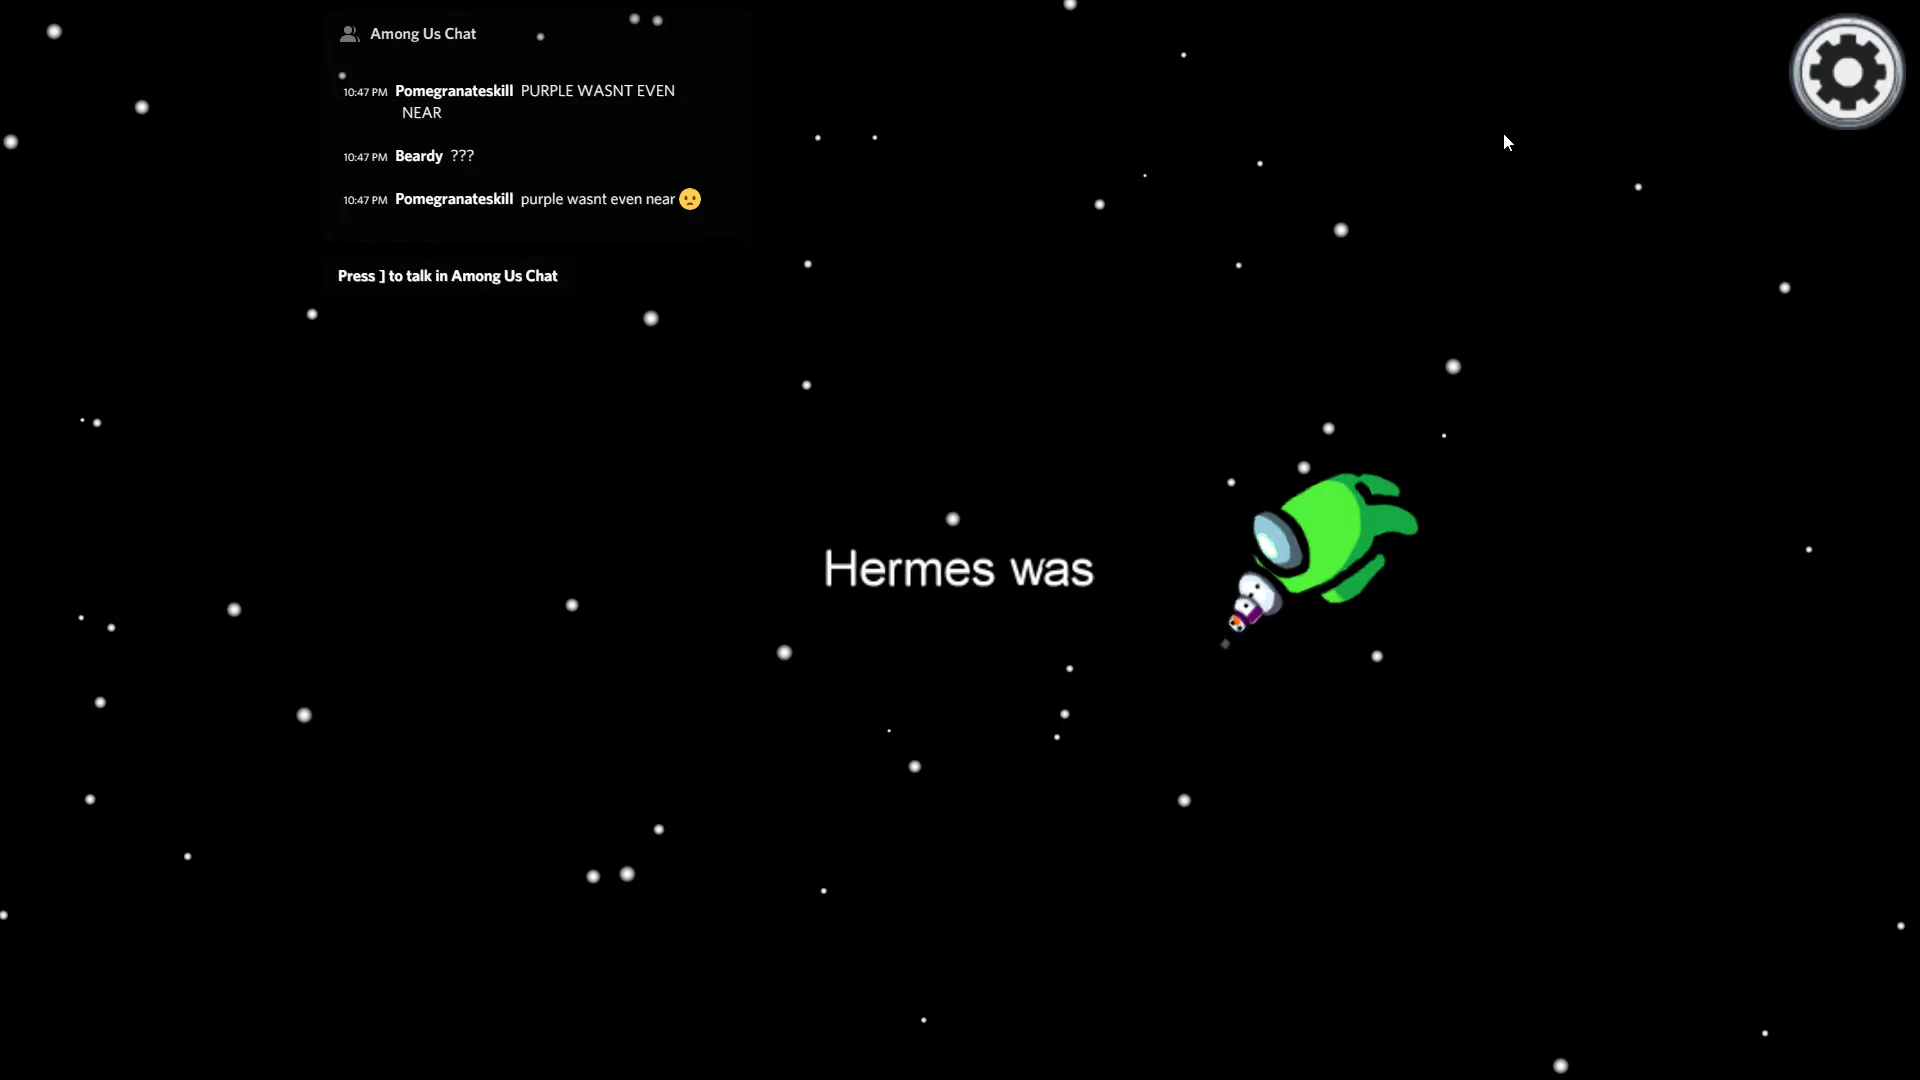 Among Us Chat
10:47 PM Pomegranateskill PURPLE WASNT EVEN
NEAR
10:47 PM Beardy ???
10:47 PM Pomegranateskill purple wasnt even near 🙁
Press ] to talk in Among Us Chat
Hermes was